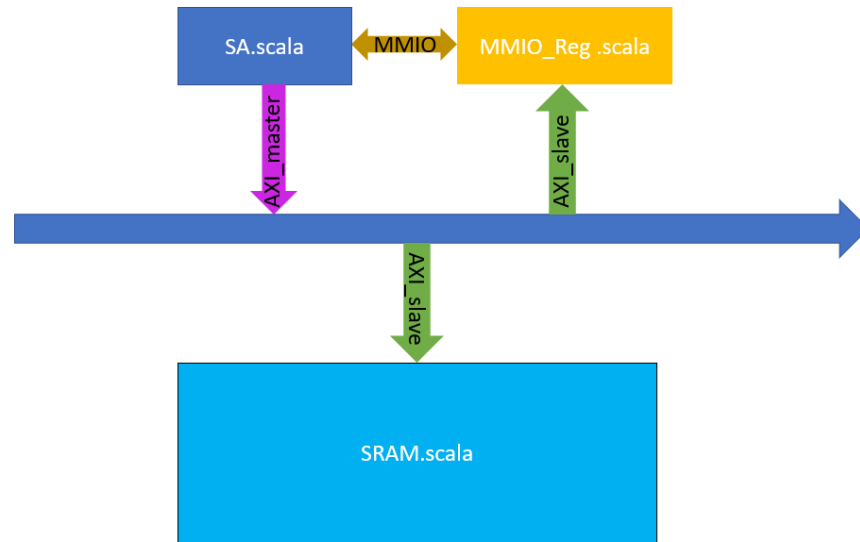 SA.scala
MMIO
MMIO_Reg .scala
AXI_master
AXI_slave
AXI_slave
SRAM.scala